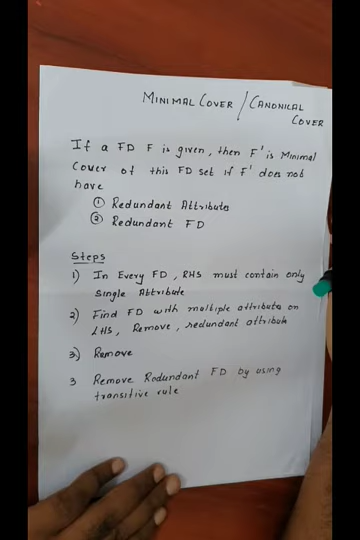 MINIMAL COVER / CANONICAL
COVER
If a FD F is given, then F' is Minimal
Cover of this FD set if F' does not
have
① Redundant Attribute
② Redundant FD
Steps
1) In Every FD, RHS must contain only
Single Attribute
2) Find FD with multiple attributes on
LHS, Remove, redundant attribute
3) Remove
3 Remove Redundant FD by using
transitive rule